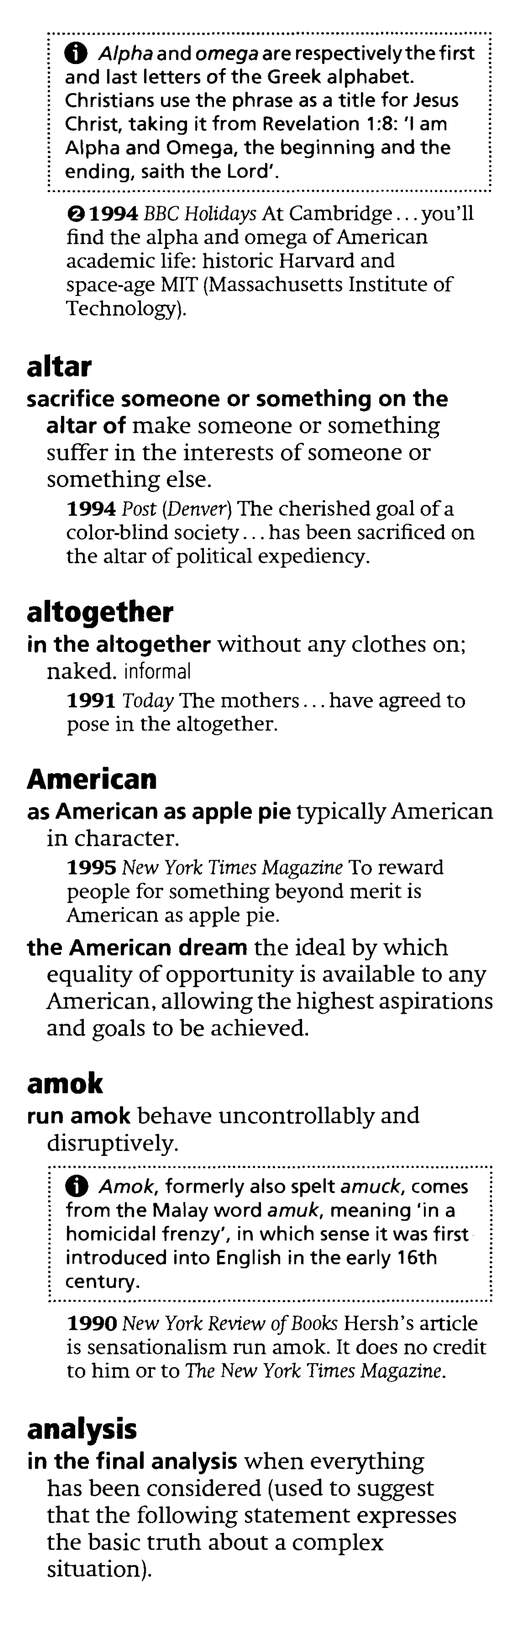 ℹ Alpha and omega are respectively the first
and last letters of the Greek alphabet.
Christians use the phrase as a title for Jesus
Christ, taking it from Revelation 1:8: ‘I am
Alpha and Omega, the beginning and the
ending, saith the Lord’.
❷ 1994 BBC Holidays At Cambridge…you’ll
find the alpha and omega of American
academic life: historic Harvard and
space-age MIT (Massachusetts Institute of
Technology).
altar
sacrifice someone or something on the
altar of make someone or something
suffer in the interests of someone or
something else.
1994 Post (Denver) The cherished goal of a
color-blind society…has been sacrificed on
the altar of political expediency.
altogether
in the altogether without any clothes on;
naked. informal
1991 Today The mothers…have agreed to
pose in the altogether.
American
as American as apple pie typically American
in character.
1995 New York Times Magazine To reward
people for something beyond merit is
American as apple pie.
the American dream the ideal by which
equality of opportunity is available to any
American, allowing the highest aspirations
and goals to be achieved.
amok
run amok behave uncontrollably and
disruptively.
ℹ Amok, formerly also spelt amuck, comes
from the Malay word amuk, meaning ‘in a
homicidal frenzy’, in which sense it was first
introduced into English in the early 16th
century.
1990 New York Review of Books Hersh’s article
is sensationalism run amok. It does no credit
to him or to The New York Times Magazine.
analysis
in the final analysis when everything
has been considered (used to suggest
that the following statement expresses
the basic truth about a complex
situation).